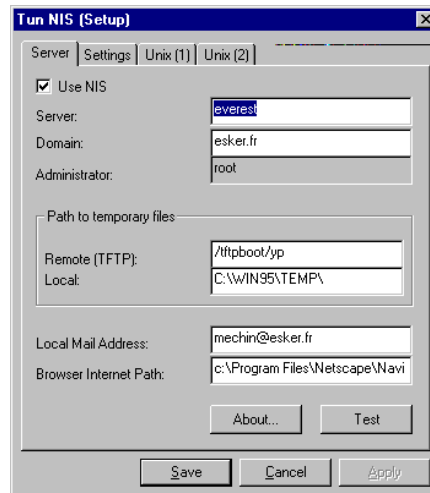 Tun NIS (Setup)
Server Settings Unix (1) Unix (2)
Use NIS
Server: everest
Domain: esker.fr
Administrator: root
Path to temporary files
Remote (TFTP): /tftpboot/yp
Local: C:\WIN95\TEMP\
Local Mail Address: mechin@esker.fr
Browser Internet Path: c:\Program Files\Netscape\Navi
About... Test
Save Cancel Apply